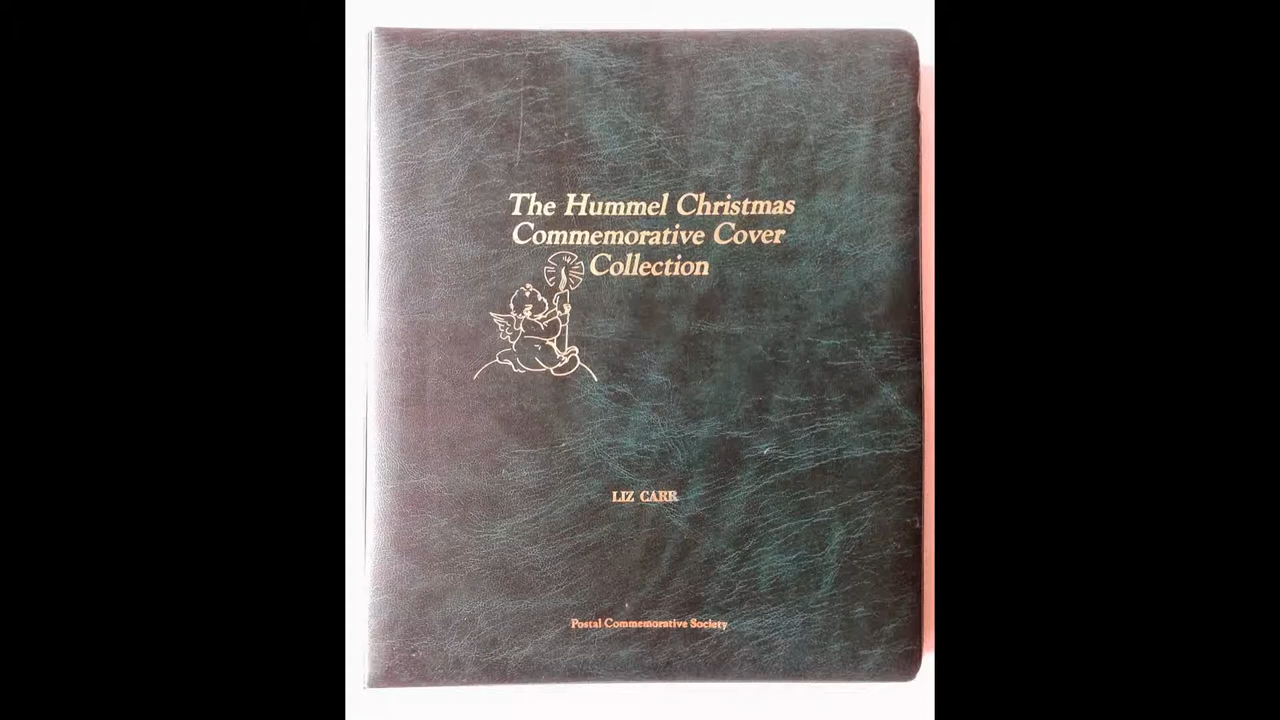 The Hummel Christmas
Commemorative Cover
Collection
LIZ CARR
Postal Commemorative Society